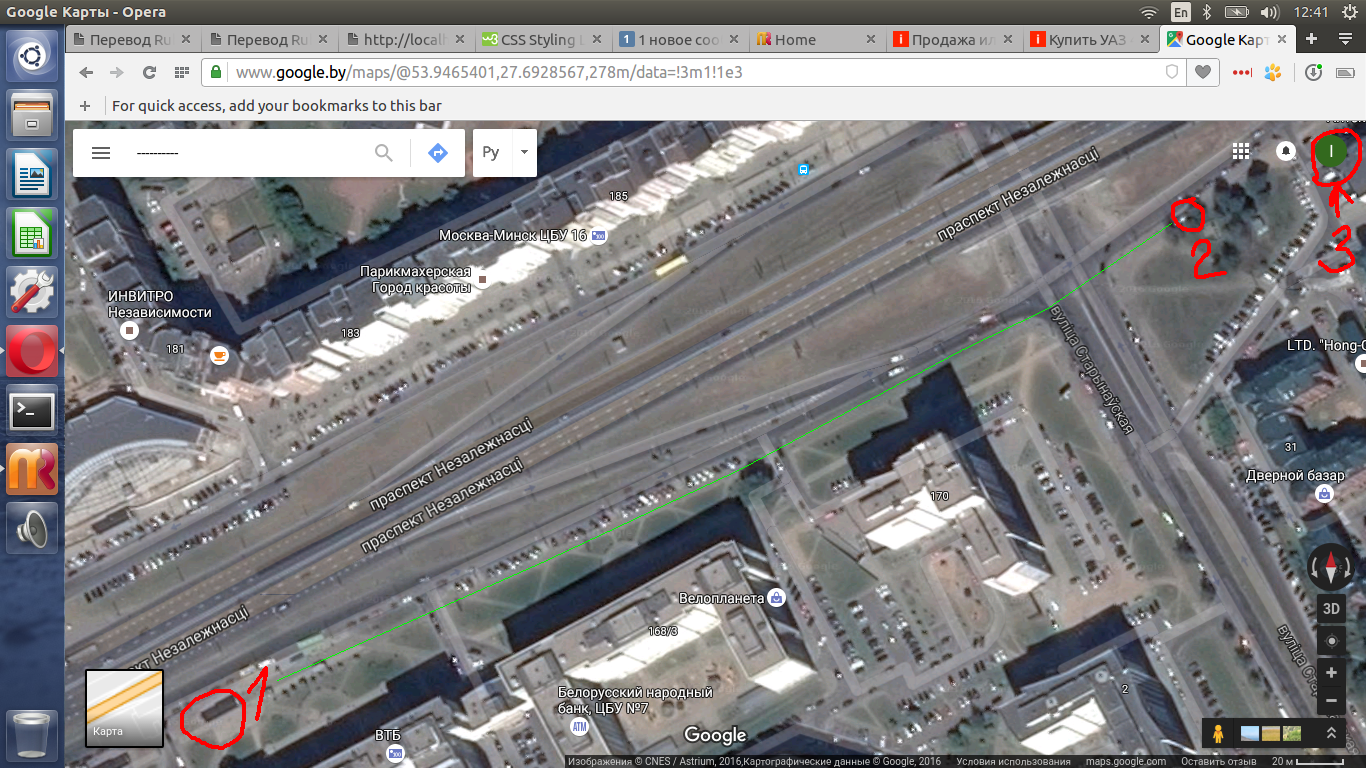 Google Карты - Opera
En
12:41
Перевод Ru
Перевод Ru
http://local
CSS Styling
1 новое соо
Home
Продажа ил
Купить УАЗ
Google Карт
www.google.by/maps/@53.9465401,27.6928567,278m/data=!3m1!1e3
For quick access, add your bookmarks to this bar
----------
Ру
I
185
праспект Незалежнасці
Москва-Минск ЦБУ 16
2
3
Парикмахерская
Город красоты
ИНВИТРО
Независимости
183
181
вуліца Старынаўская
LTD. "Hong-
праспект Незалежнасці
праспект Незалежнасці
31
Дверной базар
170
Велопланета
3D
кт Незалежнасці
168/3
1
Белорусский народный
банк, ЦБУ №7
ATM
2
вуліца
Карта
ВТБ
Google
Изображения © CNES / Astrium, 2016,Картографические данные © Google, 2016
Условия использования
maps.google.com
Оставить отзыв
20 м